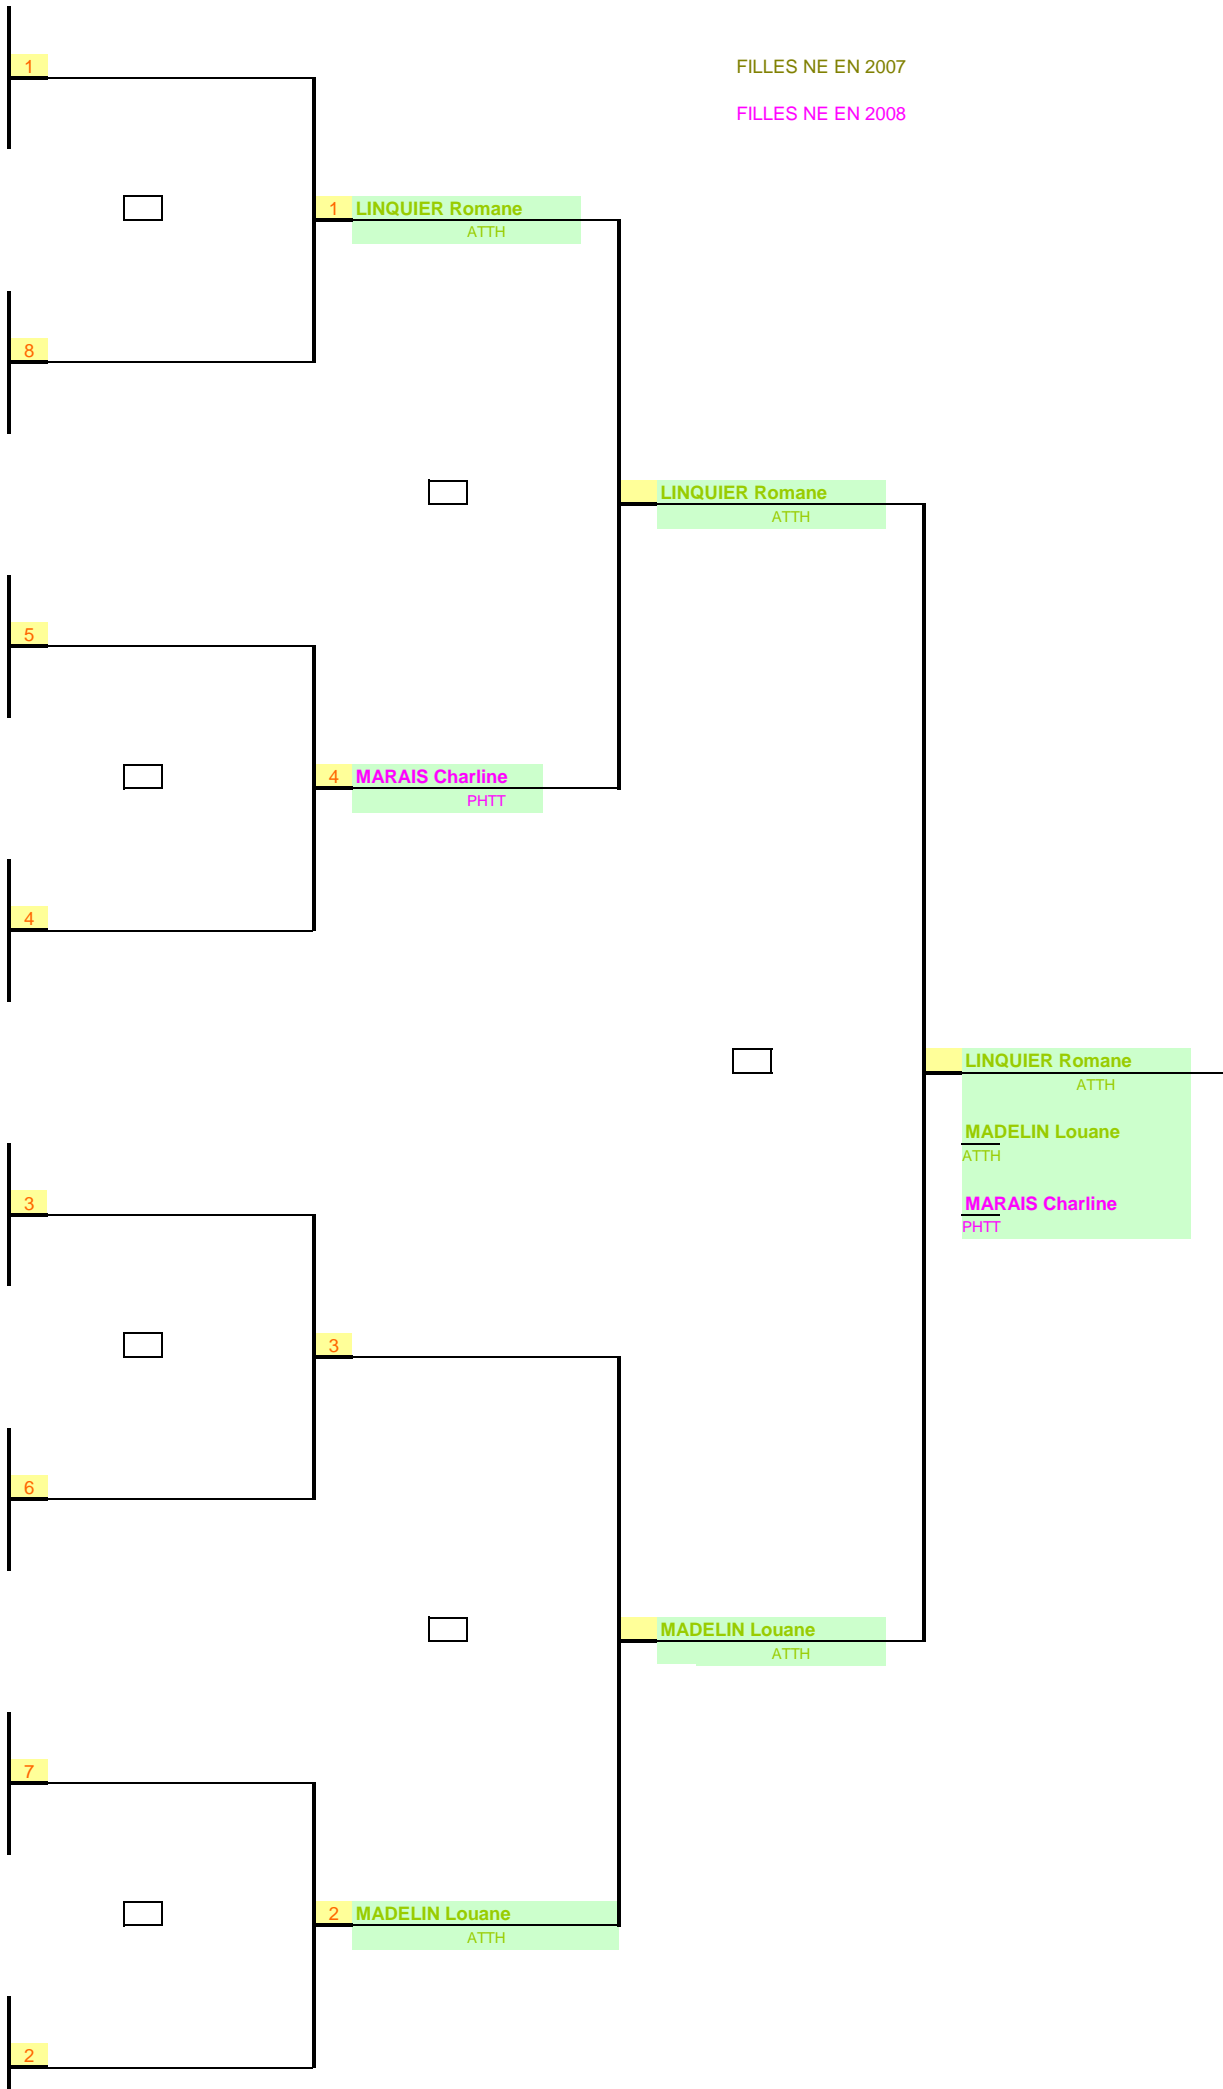 1
FILLES NE EN 2007
FILLES NE EN 2008
1 LINQUIER Romane
ATTH
8
LINQUIER Romane
ATTH
5
4 MARAIS Charline
PHTT
4
LINQUIER Romane
ATTH
MADELIN Louane
ATTH
3
MARAIS Charline
PHTT
3
6
MADELIN Louane
ATTH
7
2 MADELIN Louane
ATTH
2